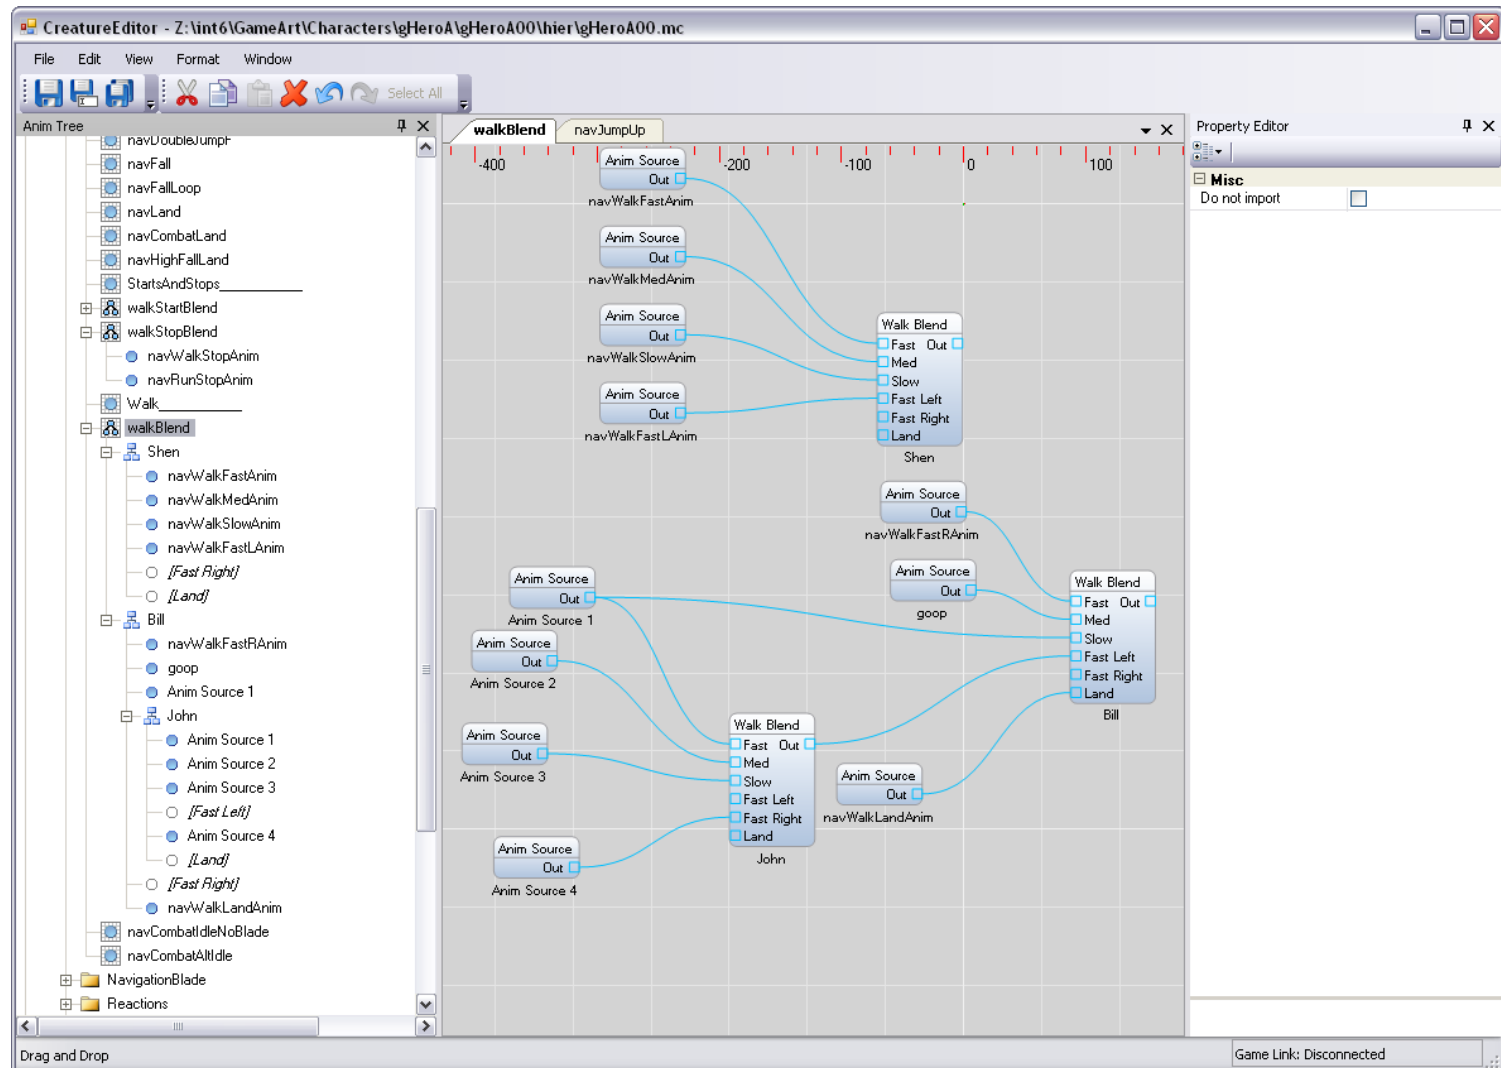 CreatureEditor - Z:\int6\GameArt\Characters\gHeroA\gHeroA00\hier\gHeroA00.mc
File Edit View Format Window
Select All
Anim Tree
navDoubleJumpF
navFall
navFallLoop
navLand
navCombatLand
navHighFallLand
StartsAndStops__________
walkStartBlend
walkStopBlend
navWalkStopAnim
navRunStopAnim
Walk__________
walkBlend
Shen
navWalkFastAnim
navWalkMedAnim
navWalkSlowAnim
navWalkFastLAnim
[Fast Right]
[Land]
Bill
navWalkFastRAnim
goop
Anim Source 1
John
Anim Source 1
Anim Source 2
Anim Source 3
[Fast Left]
Anim Source 4
[Land]
[Fast Right]
navWalkLandAnim
navCombatIdleNoBlade
navCombatAltIdle
NavigationBlade
Reactions
walkBlend navJumpUp
-400 -200 -100 0 100
Anim Source
Out
navWalkFastAnim
Anim Source
Out
navWalkMedAnim
Anim Source
Out
navWalkSlowAnim
Anim Source
Out
navWalkFastLAnim
Walk Blend
Fast Out
Med
Slow
Fast Left
Fast Right
Land
Shen
Anim Source
Out
navWalkFastRAnim
Anim Source
Out
goop
Anim Source
Out
Anim Source 1
Anim Source
Out
Anim Source 2
Anim Source
Out
Anim Source 3
Anim Source
Out
Anim Source 4
Walk Blend
Fast Out
Med
Slow
Fast Left
Fast Right
Land
John
Anim Source
Out
navWalkLandAnim
Walk Blend
Fast Out
Med
Slow
Fast Left
Fast Right
Land
Bill
Property Editor
Misc
Do not import
Drag and Drop
Game Link: Disconnected